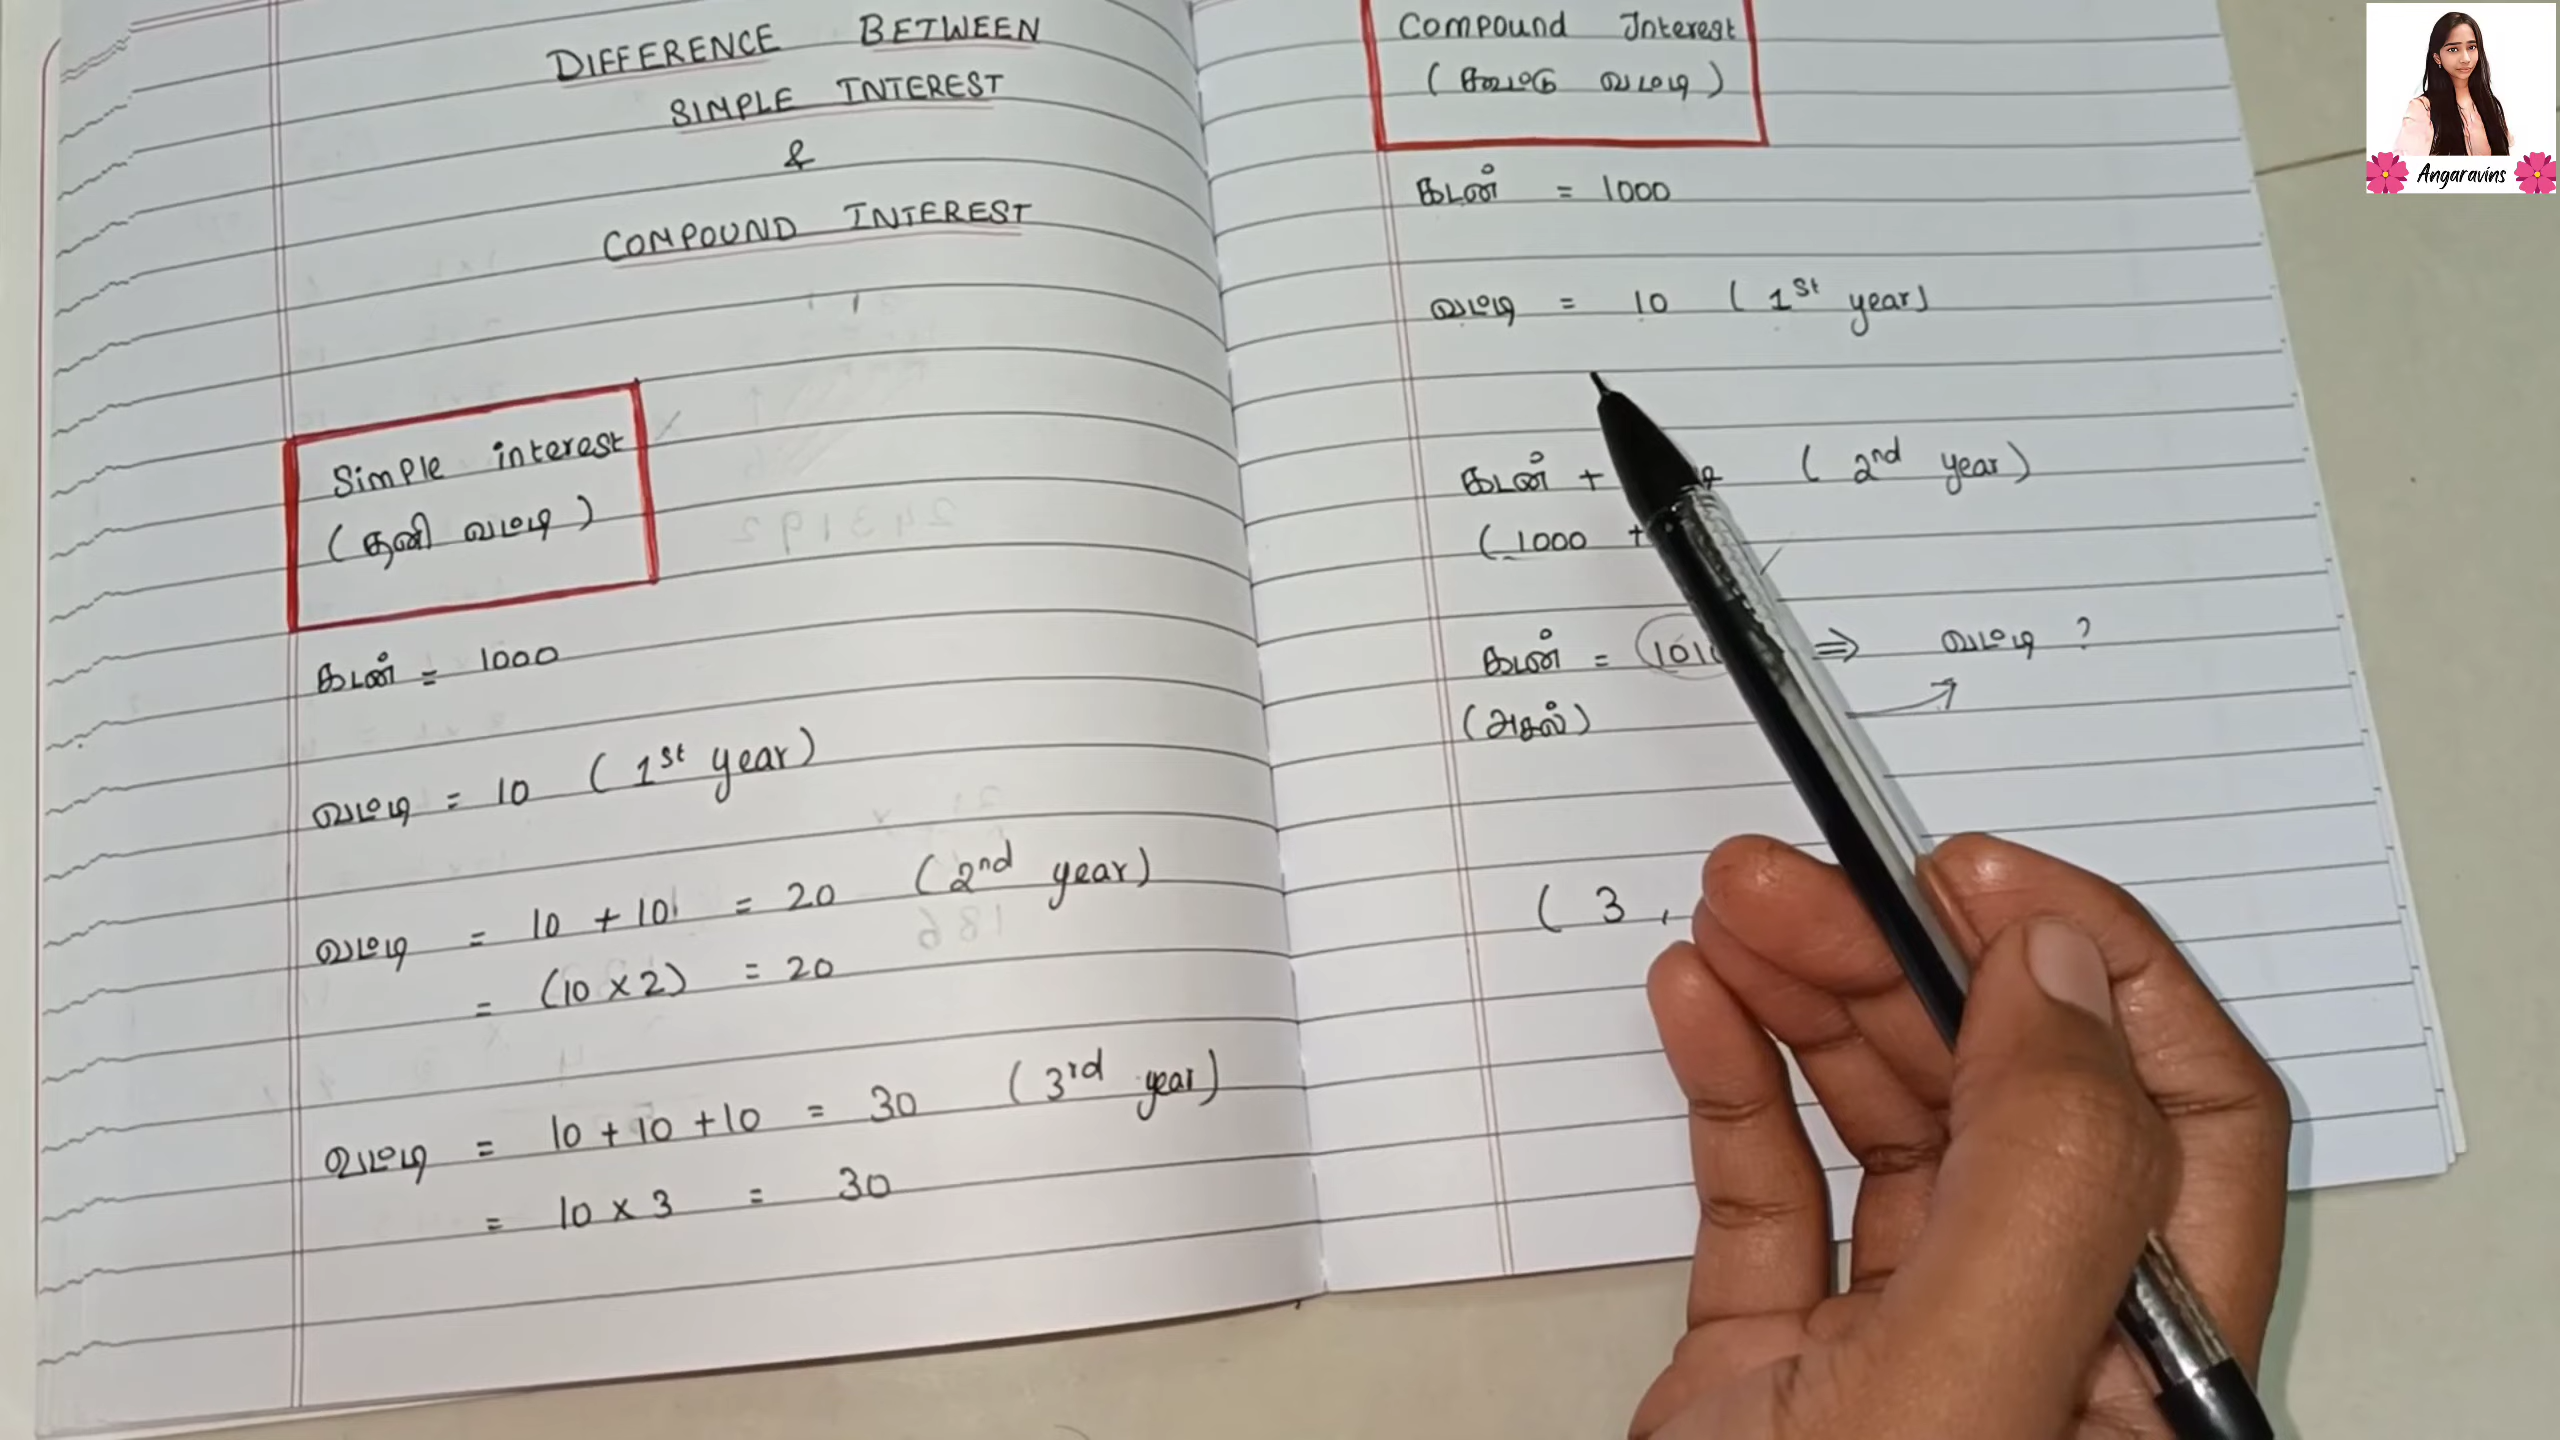 DIFFERENCE BETWEEN
SIMPLE INTEREST
&
COMPOUND INTEREST
Simple interest
(தனி வட்டி)
கடன் = 1000
வட்டி = 10 (1st year)
வட்டி = 10 + 10 = 20 (2nd year)
= (10 x 2) = 20
வட்டி = 10 + 10 + 10 = 30 (3rd year)
= 10 x 3 = 30
Compound Interest
(கூட்டு வட்டி)
கடன் = 1000
வட்டி = 10 (1st year)
கடன் + (2nd year)
(1000 +
கடன் = 1010 ⇒ வட்டி ?
(அசல்)
( 3 ,
Angaravins